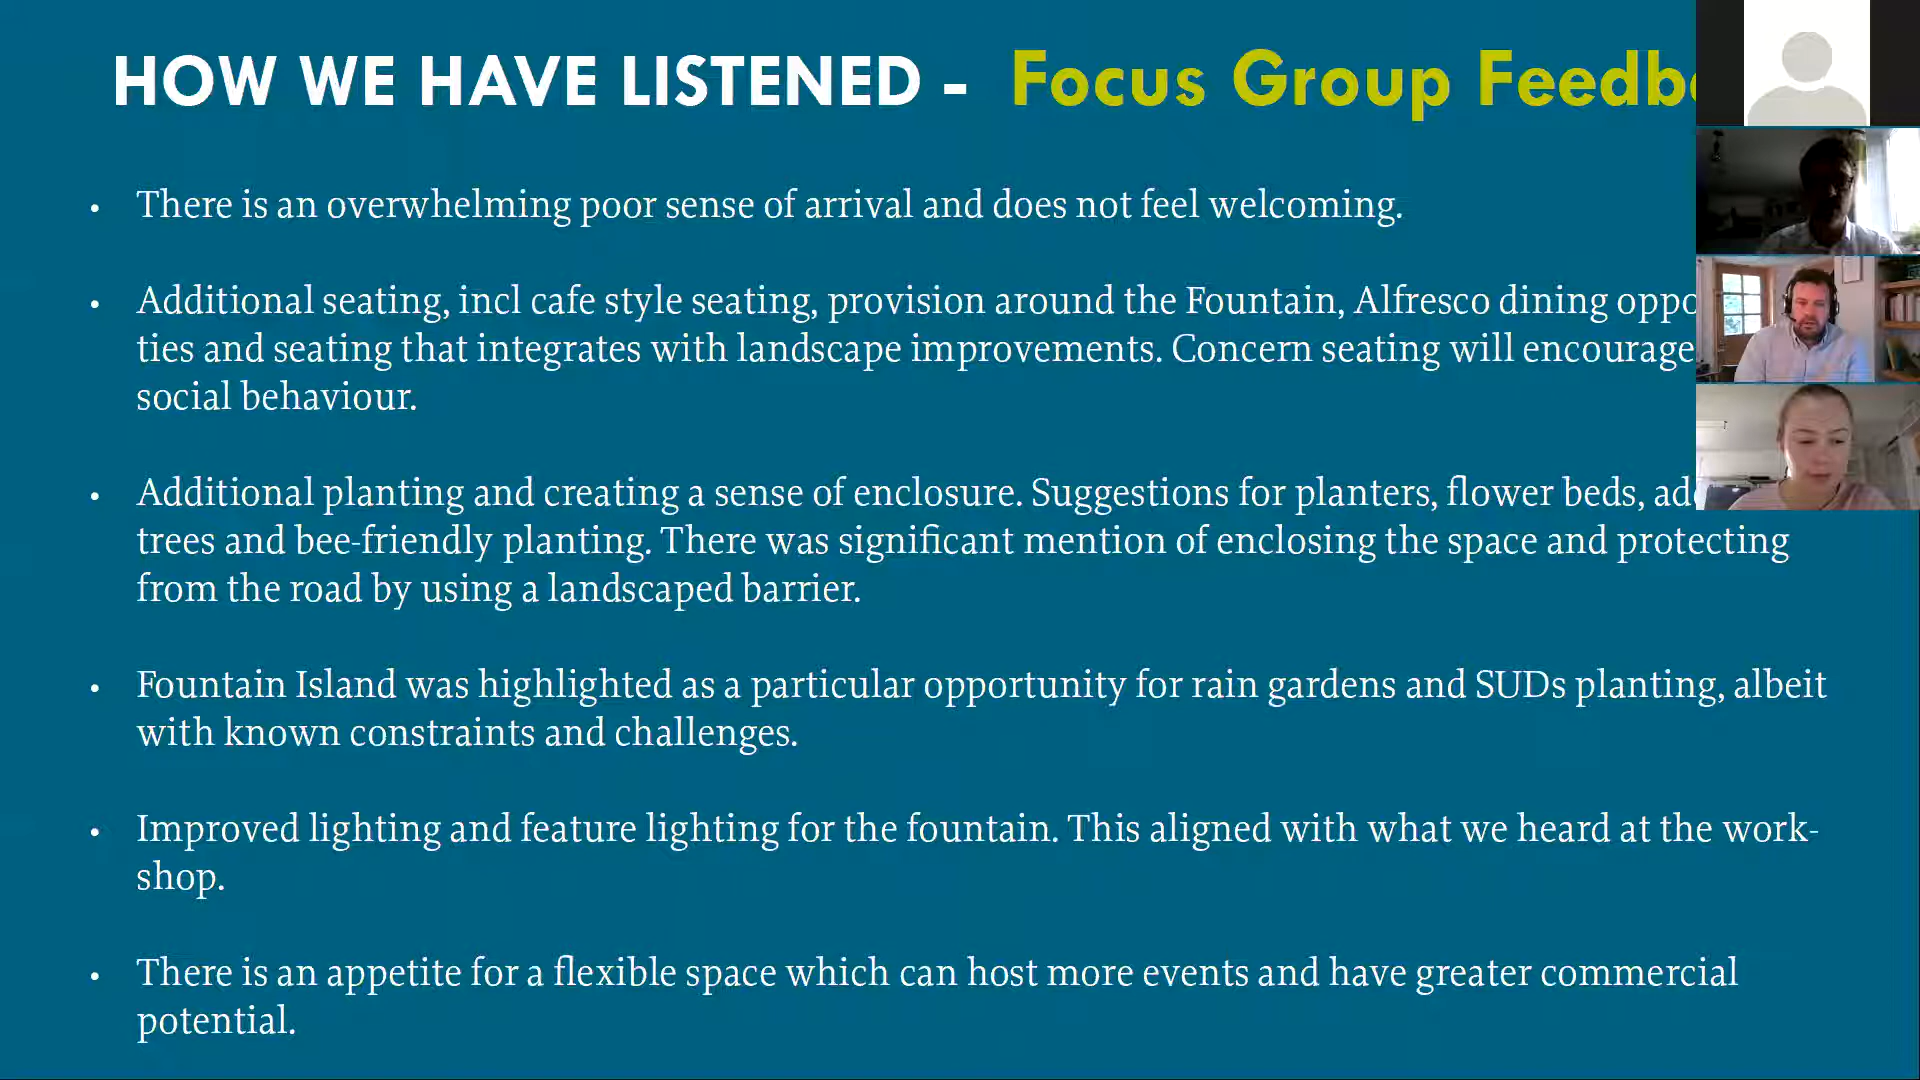 HOW WE HAVE LISTENED - Focus Group
• There is an overwhelming poor sense of arrival and does not feel welcoming.
• Additional seating, incl cafe style seating, provision around the Fountain, Alfresco dining
ties and seating that integrates with landscape improvements. Concern seating will encourage
social behaviour.
• Additional planting and creating a sense of enclosure. Suggestions for planters, flower beds,
trees and bee-friendly planting. There was significant mention of enclosing the space and protecting
from the road by using a landscaped barrier.
• Fountain Island was highlighted as a particular opportunity for rain gardens and SUDs planting, albeit
with known constraints and challenges.
• Improved lighting and feature lighting for the fountain. This aligned with what we heard at the work-
shop.
• There is an appetite for a flexible space which can host more events and have greater commercial
potential.